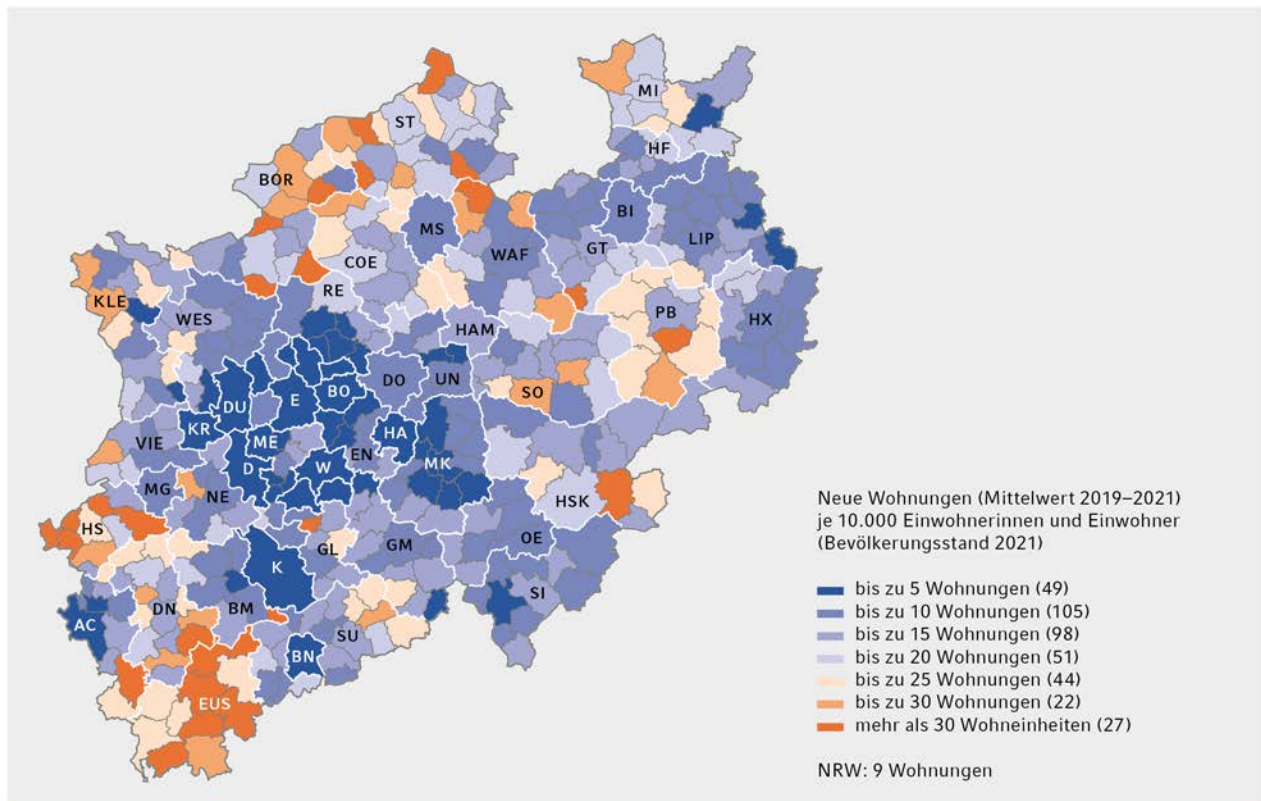 MI
ST
HF
BOR
BI
MS
WAF
LIP
GT
COE
RE
KLE
PB
WES
HAM
HX
DO
UN
SO
BO
E
DU
KR
HA
ME
VIE
EN
W
MK
D
MG
NE
HSK
HS
OE
GL
GM
K
SI
DN
BM
AC
SU
BN
EUS
Neue Wohnungen (Mittelwert 2019–2021)
je 10.000 Einwohnerinnen und Einwohner
(Bevölkerungsstand 2021)
bis zu 5 Wohnungen (49)
bis zu 10 Wohnungen (105)
bis zu 15 Wohnungen (98)
bis zu 20 Wohnungen (51)
bis zu 25 Wohnungen (44)
bis zu 30 Wohnungen (22)
mehr als 30 Wohneinheiten (27)
NRW: 9 Wohnungen